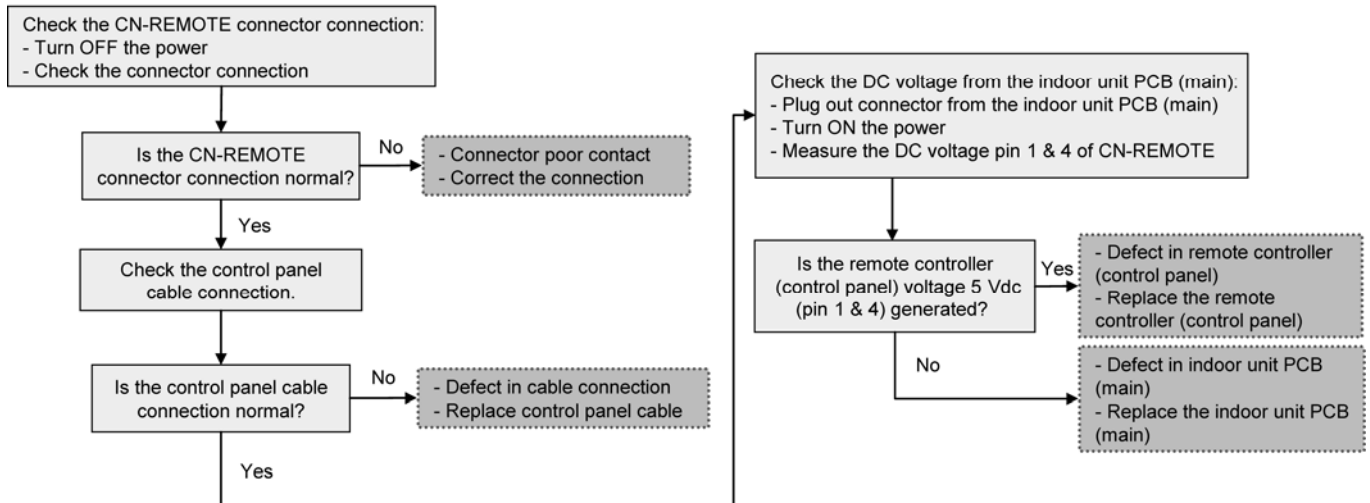 Check the CN-REMOTE connector connection:
- Turn OFF the power
- Check the connector connection
Is the CN-REMOTE
connector connection normal?
No
- Connector poor contact
- Correct the connection
Yes
Check the control panel
cable connection.
Is the control panel cable
connection normal?
No
- Defect in cable connection
- Replace control panel cable
Yes
Check the DC voltage from the indoor unit PCB (main):
- Plug out connector from the indoor unit PCB (main)
- Turn ON the power
- Measure the DC voltage pin 1 & 4 of CN-REMOTE
Is the remote controller
(control panel) voltage 5 Vdc
(pin 1 & 4) generated?
Yes
- Defect in remote controller
(control panel)
- Replace the remote
controller (control panel)
No
- Defect in indoor unit PCB
(main)
- Replace the indoor unit PCB
(main)